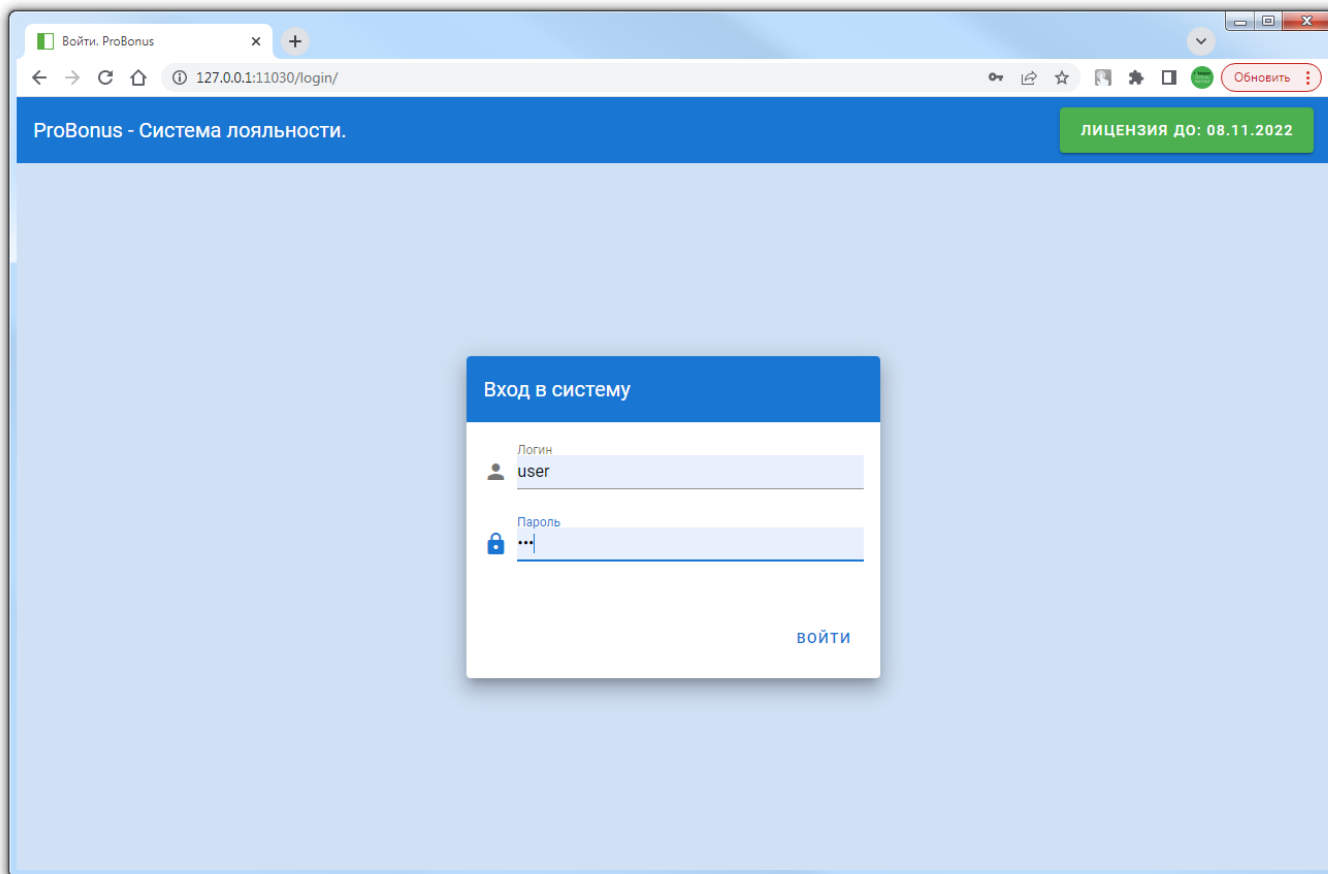 Войти. ProBonus
127.0.0.1:11030/login/
Обновить
ProBonus - Система лояльности.
ЛИЦЕНЗИЯ ДО: 08.11.2022
Вход в систему
Логин
user
Пароль
•••
ВОЙТИ